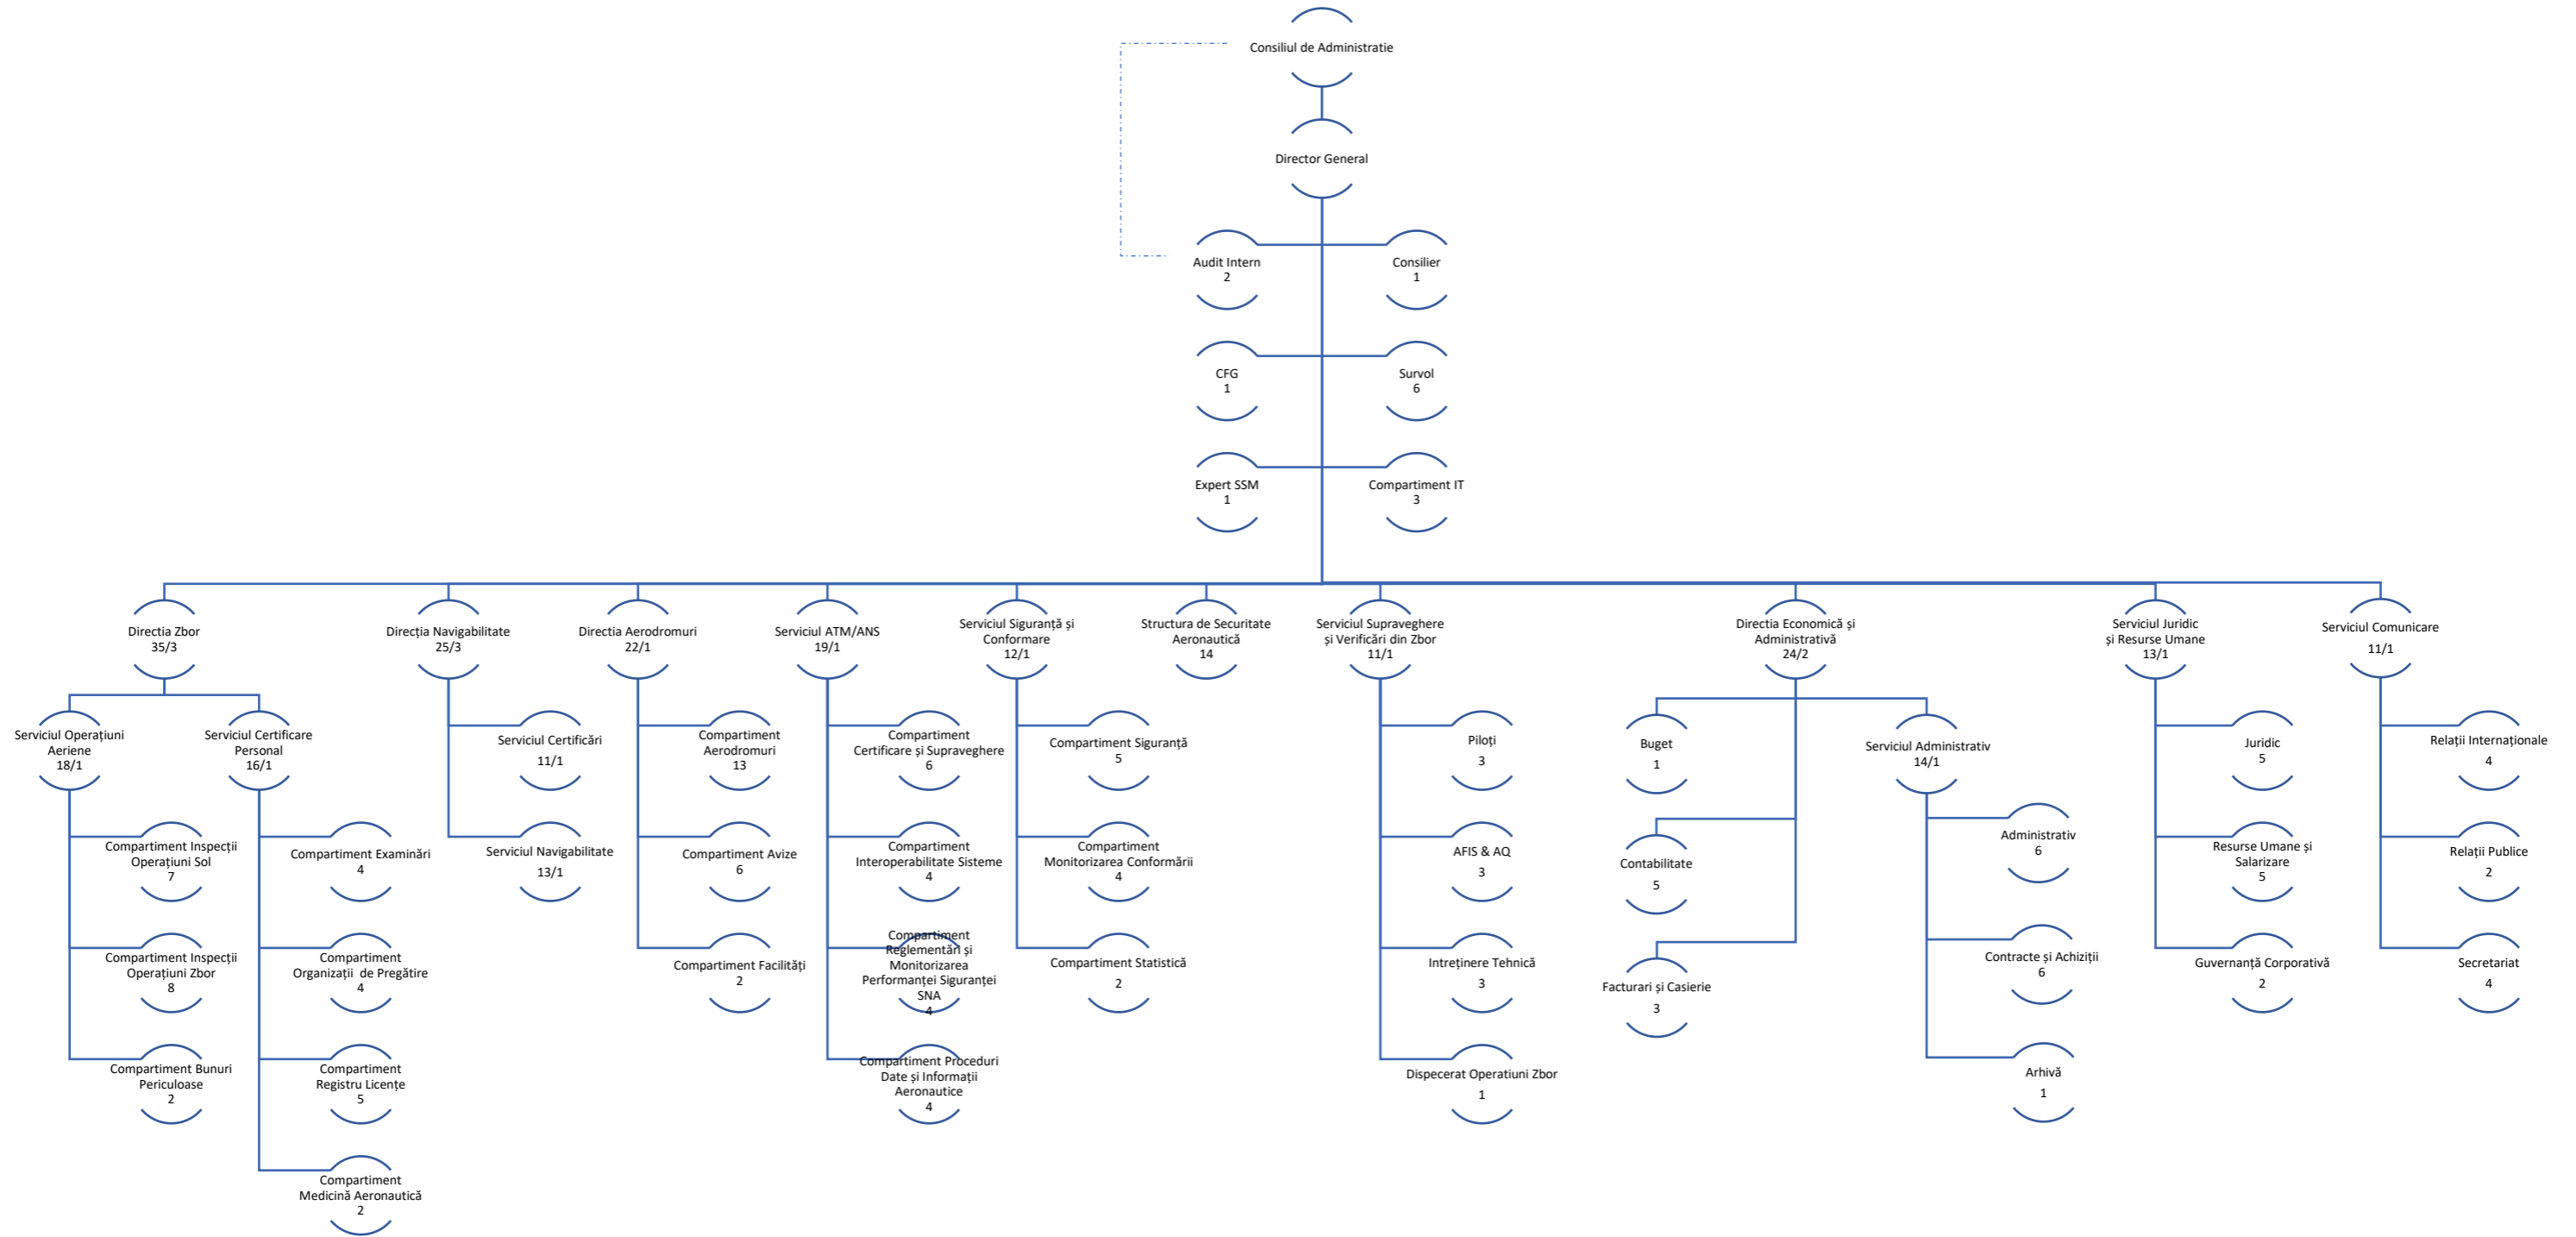 Consiliul de Administratie
Director General
Audit Intern
2
Consilier
1
CFG
1
Survol
6
Expert SSM
1
Compartiment IT
3
Directia Zbor
35/3
Direcția Navigabilitate
25/3
Directia Aerodromuri
22/1
Serviciul ATM/ANS
19/1
Serviciul Siguranță și
Conformare
12/1
Structura de Securitate
Aeronautică
14
Serviciul Supraveghere
și Verificări din Zbor
11/1
Directia Economică și
Administrativă
24/2
Serviciul Juridic
și Resurse Umane
13/1
Serviciul Comunicare
11/1
Serviciul Operațiuni
Aeriene
18/1
Compartiment Inspecții
Operațiuni Sol
7
Compartiment Inspecții
Operațiuni Zbor
8
Compartiment Bunuri
Periculoase
2
Serviciul Certificare
Personal
16/1
Compartiment Examinări
4
Compartiment
Organizații de Pregătire
4
Compartiment
Registru Licențe
5
Compartiment
Medicină Aeronautică
2
Serviciul Certificări
11/1
Serviciul Navigabilitate
13/1
Compartiment
Aerodromuri
13
Compartiment Avize
6
Compartiment Facilități
2
Compartiment
Certificare și Supraveghere
6
Compartiment
Interoperabilitate Sisteme
4
Compartiment
Reglementări și
Monitorizarea
Performanței Siguranței
SNA
4
Compartiment Proceduri
Date și Informații
Aeronautice
4
Compartiment Siguranță
5
Compartiment
Monitorizarea Conformării
4
Compartiment Statistică
2
Piloți
3
AFIS & AQ
3
Intreținere Tehnică
3
Dispecerat Operatiuni Zbor
1
Buget
1
Contabilitate
5
Facturari și Casierie
3
Serviciul Administrativ
14/1
Administrativ
6
Contracte și Achiziții
6
Arhivă
1
Juridic
5
Resurse Umane și
Salarizare
5
Guvernanță Corporativă
2
Relații Internaționale
4
Relații Publice
2
Secretariat
4